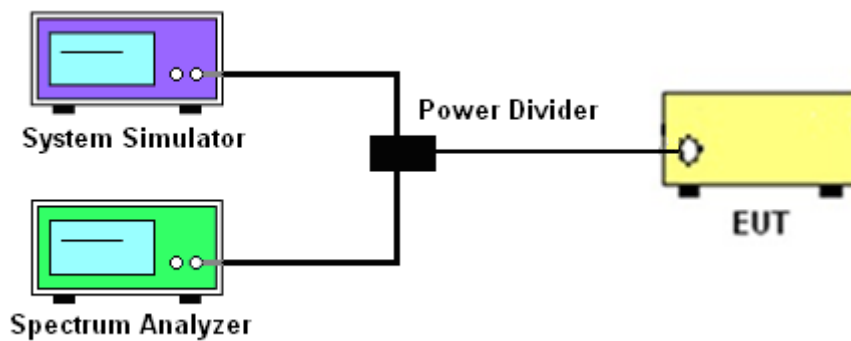 System Simulator
Power Divider
EUT
Spectrum Analyzer